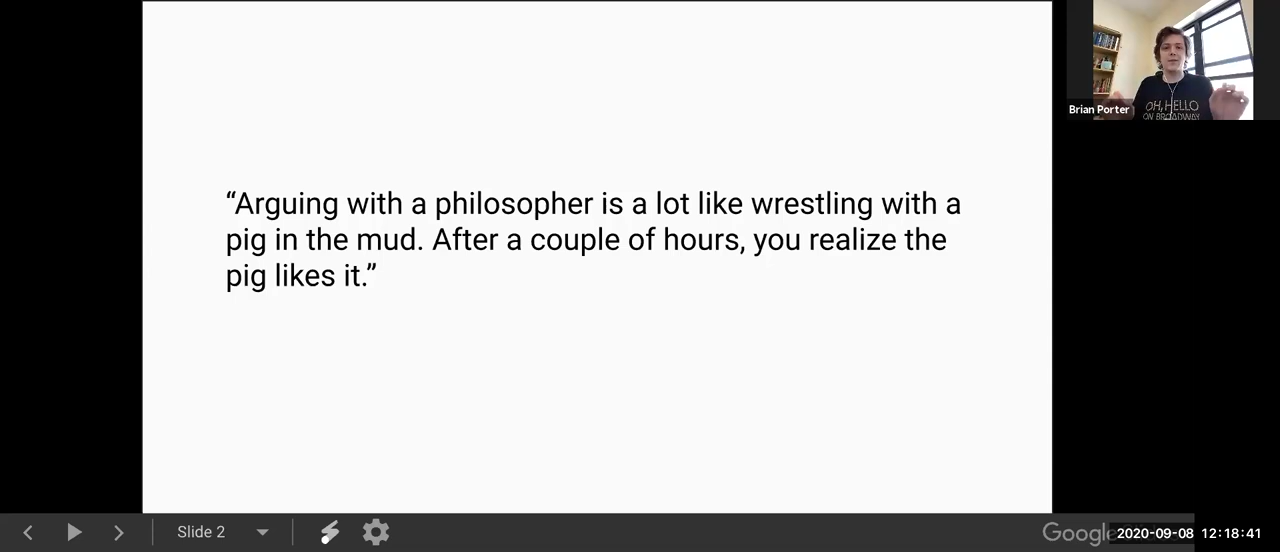 “Arguing with a philosopher is a lot like wrestling with a
pig in the mud. After a couple of hours, you realize the
pig likes it.”
OH, HELLO
ON BROADWAY
Brian Porter
Slide 2
Google
2020-09-08 12:18:41